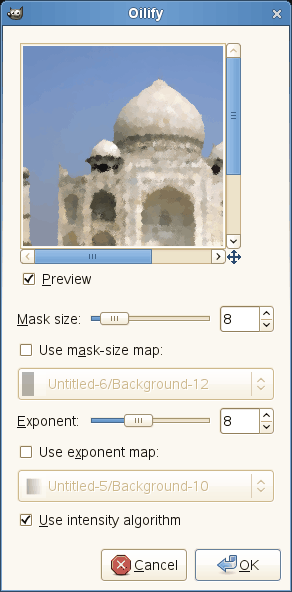 Oilify
Preview
Mask size: 8
Use mask-size map:
Untitled-6/Background-12
Exponent: 8
Use exponent map:
Untitled-5/Background-10
Use intensity algorithm
Cancel OK